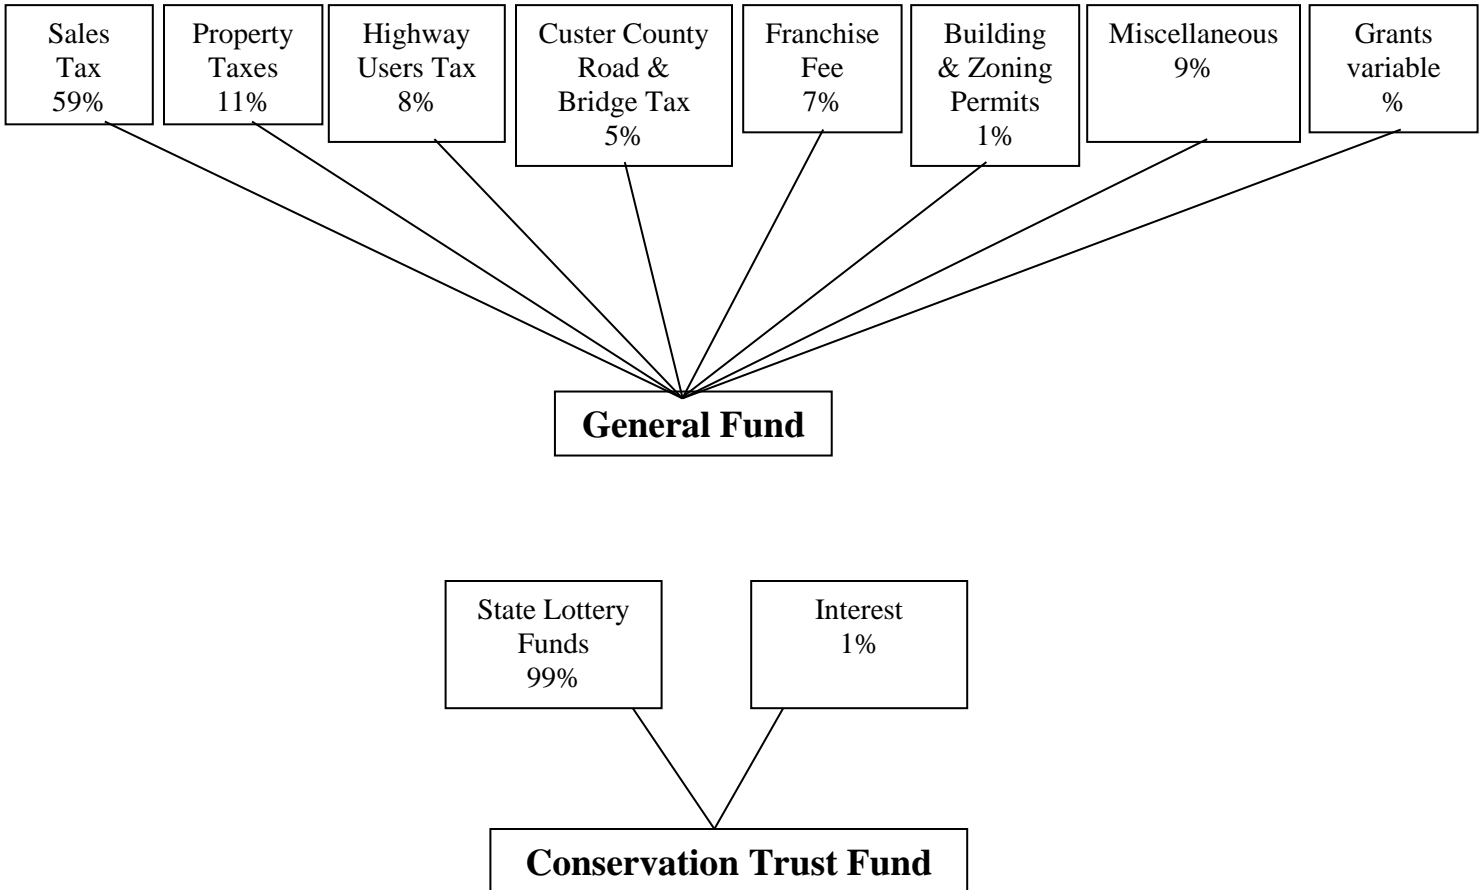 Sales
Tax
59%
Property
Taxes
11%
Highway
Users Tax
8%
Custer County
Road &
Bridge Tax
5%
Franchise
Fee
7%
Building
& Zoning
Permits
1%
Miscellaneous
9%
Grants
variable
%
General Fund
State Lottery
Funds
99%
Interest
1%
Conservation Trust Fund